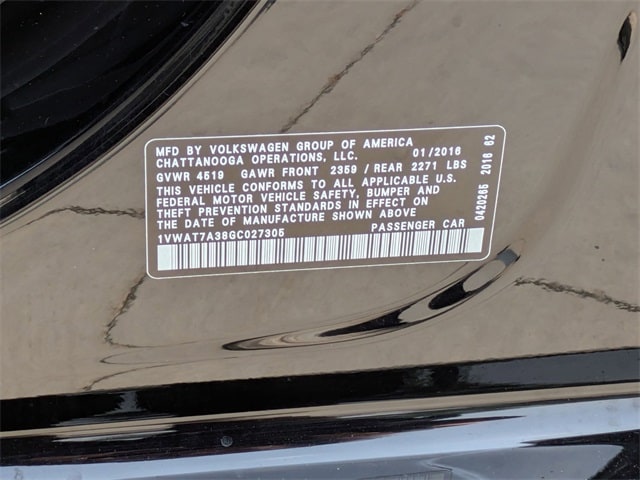 MFD BY VOLKSWAGEN GROUP OF AMERICA
CHATTANOOGA OPERATIONS, LLC. 01/2016
GVWR 4519 GAWR FRONT 2359 / REAR 2271 LBS
THIS VEHICLE CONFORMS TO ALL APPLICABLE U.S.
FEDERAL MOTOR VEHICLE SAFETY, BUMPER AND
THEFT PREVENTION STANDARDS IN EFFECT ON
THE DATE OF MANUFACTURE SHOWN ABOVE
1VWAT7A38GC027305 PASSENGER CAR
0420265 2016 62